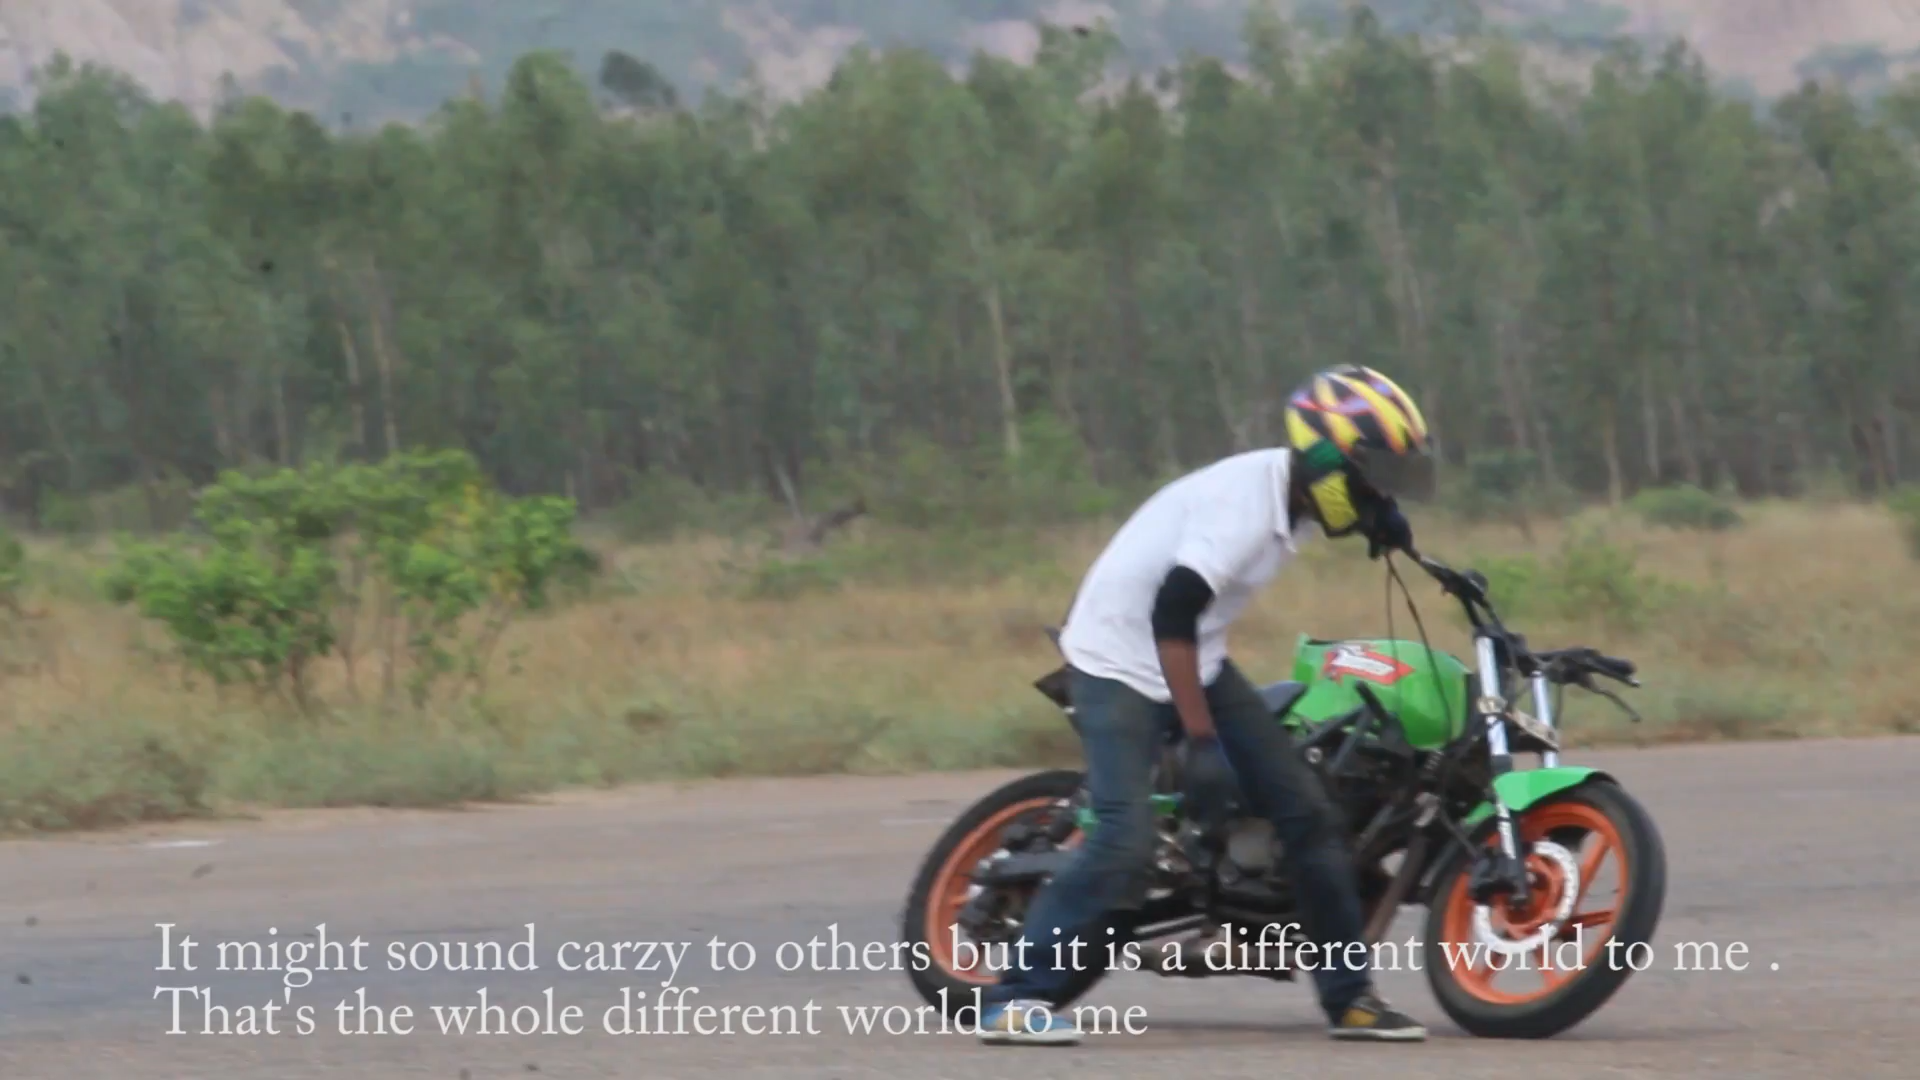 It might sound carzy to others but it is a different world to me .
That's the whole different world to me